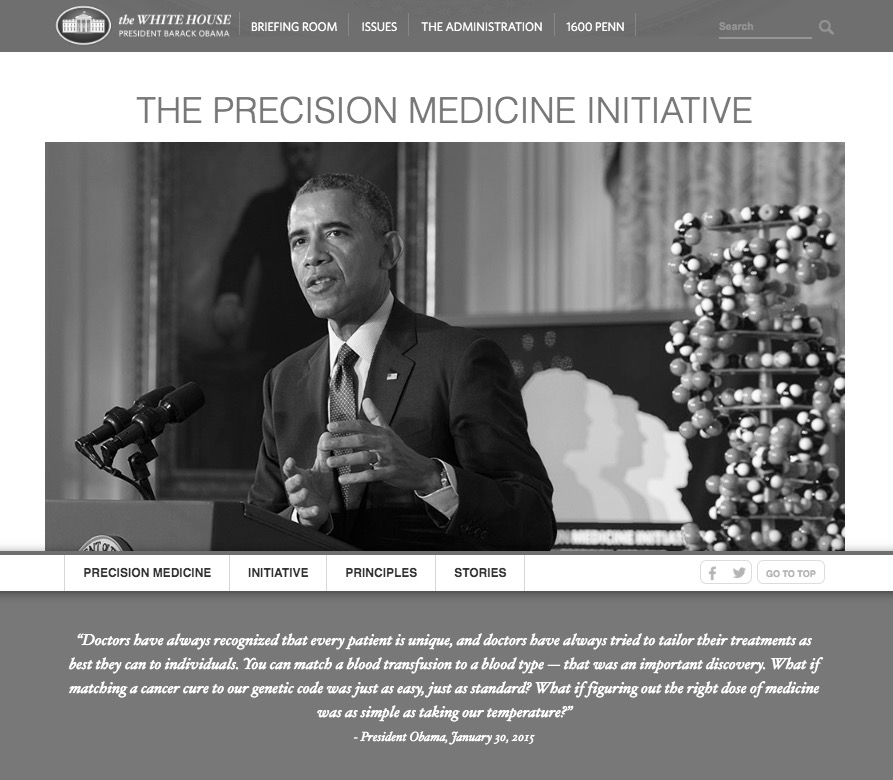 the WHITE HOUSE
PRESIDENT BARACK OBAMA
BRIEFING ROOM
ISSUES
THE ADMINISTRATION
1600 PENN
Search
THE PRECISION MEDICINE INITIATIVE
MEDICINE INITIATI
PRECISION MEDICINE
INITIATIVE
PRINCIPLES
STORIES
GO TO TOP
“Doctors have always recognized that every patient is unique, and doctors have always tried to tailor their treatments as
best they can to individuals. You can match a blood transfusion to a blood type — that was an important discovery. What if
matching a cancer cure to our genetic code was just as easy, just as standard? What if figuring out the right dose of medicine
was as simple as taking our temperature?”
- President Obama, January 30, 2015